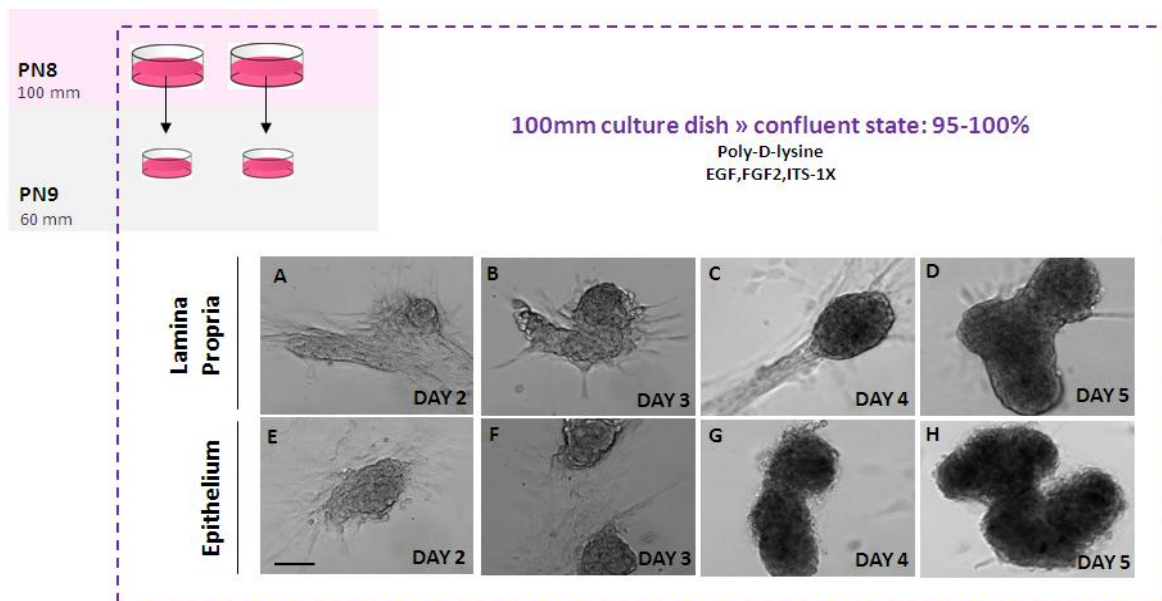 PN8
100 mm
PN9
60 mm
100mm culture dish » confluent state: 95-100%
Poly-D-lysine
EGF,FGF2,ITS-1X
Lamina
Propria
A
DAY 2
B
DAY 3
C
DAY 4
D
DAY 5
Epithelium
E
DAY 2
F
DAY 3
G
DAY 4
H
DAY 5